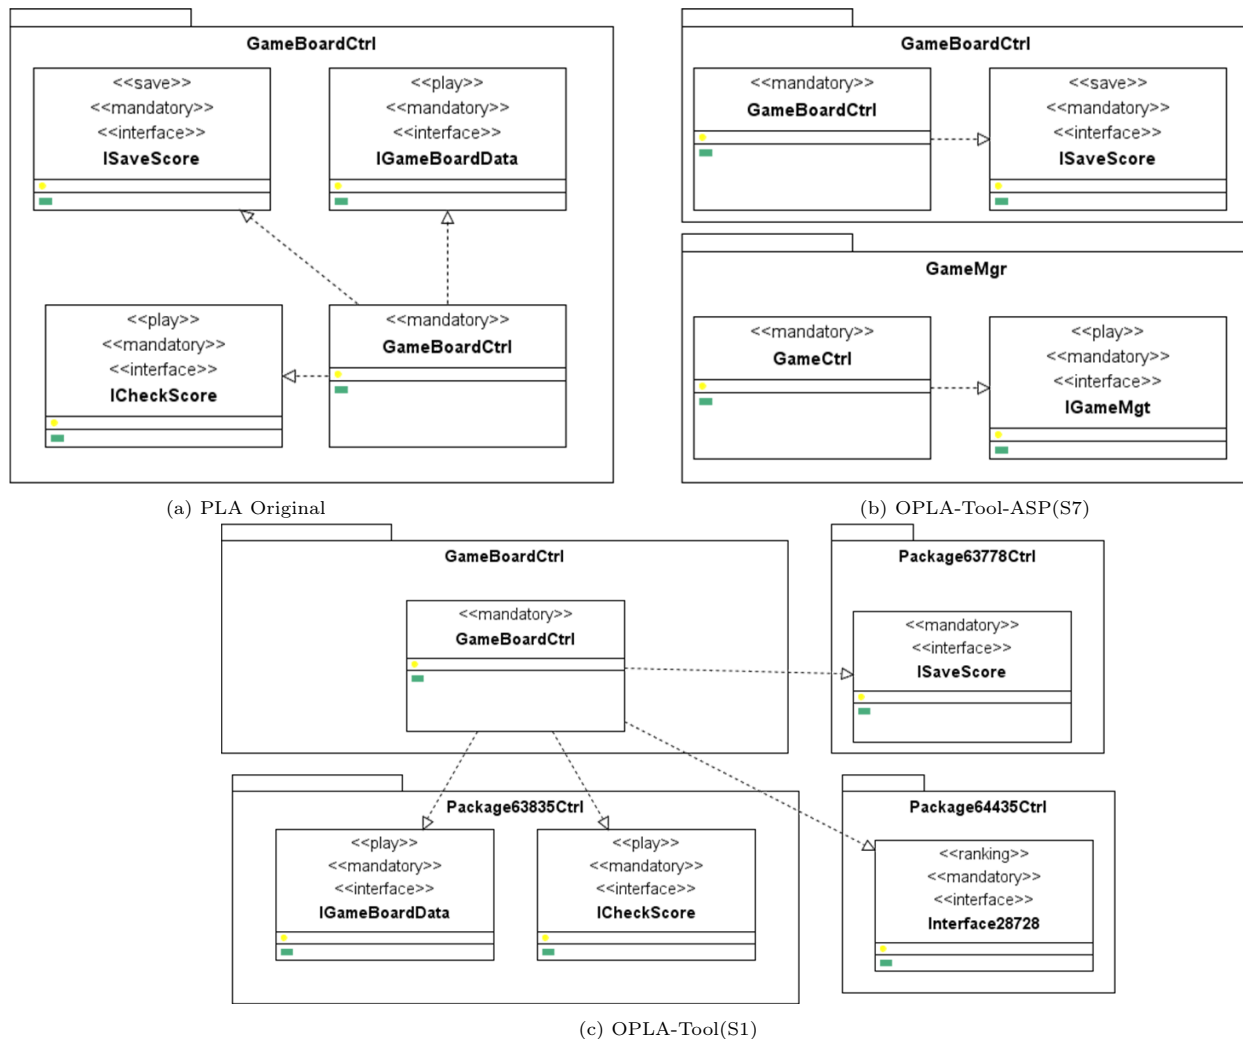 GameBoardCtrl
<<save>>
<<mandatory>>
<<interface>>
ISaveScore
<<play>>
<<mandatory>>
<<interface>>
IGameBoardData
<<play>>
<<mandatory>>
<<interface>>
ICheckScore
<<mandatory>>
GameBoardCtrl
(a) PLA Original
GameBoardCtrl
<<mandatory>>
GameBoardCtrl
<<save>>
<<mandatory>>
<<interface>>
ISaveScore
GameMgr
<<mandatory>>
GameCtrl
<<play>>
<<mandatory>>
<<interface>>
IGameMgt
(b) OPLA-Tool-ASP(S7)
GameBoardCtrl
<<mandatory>>
GameBoardCtrl
Package63778Ctrl
<<mandatory>>
<<interface>>
ISaveScore
Package63835Ctrl
<<play>>
<<mandatory>>
<<interface>>
IGameBoardData
<<play>>
<<mandatory>>
<<interface>>
ICheckScore
Package64435Ctrl
<<ranking>>
<<mandatory>>
<<interface>>
Interface28728
(c) OPLA-Tool(S1)